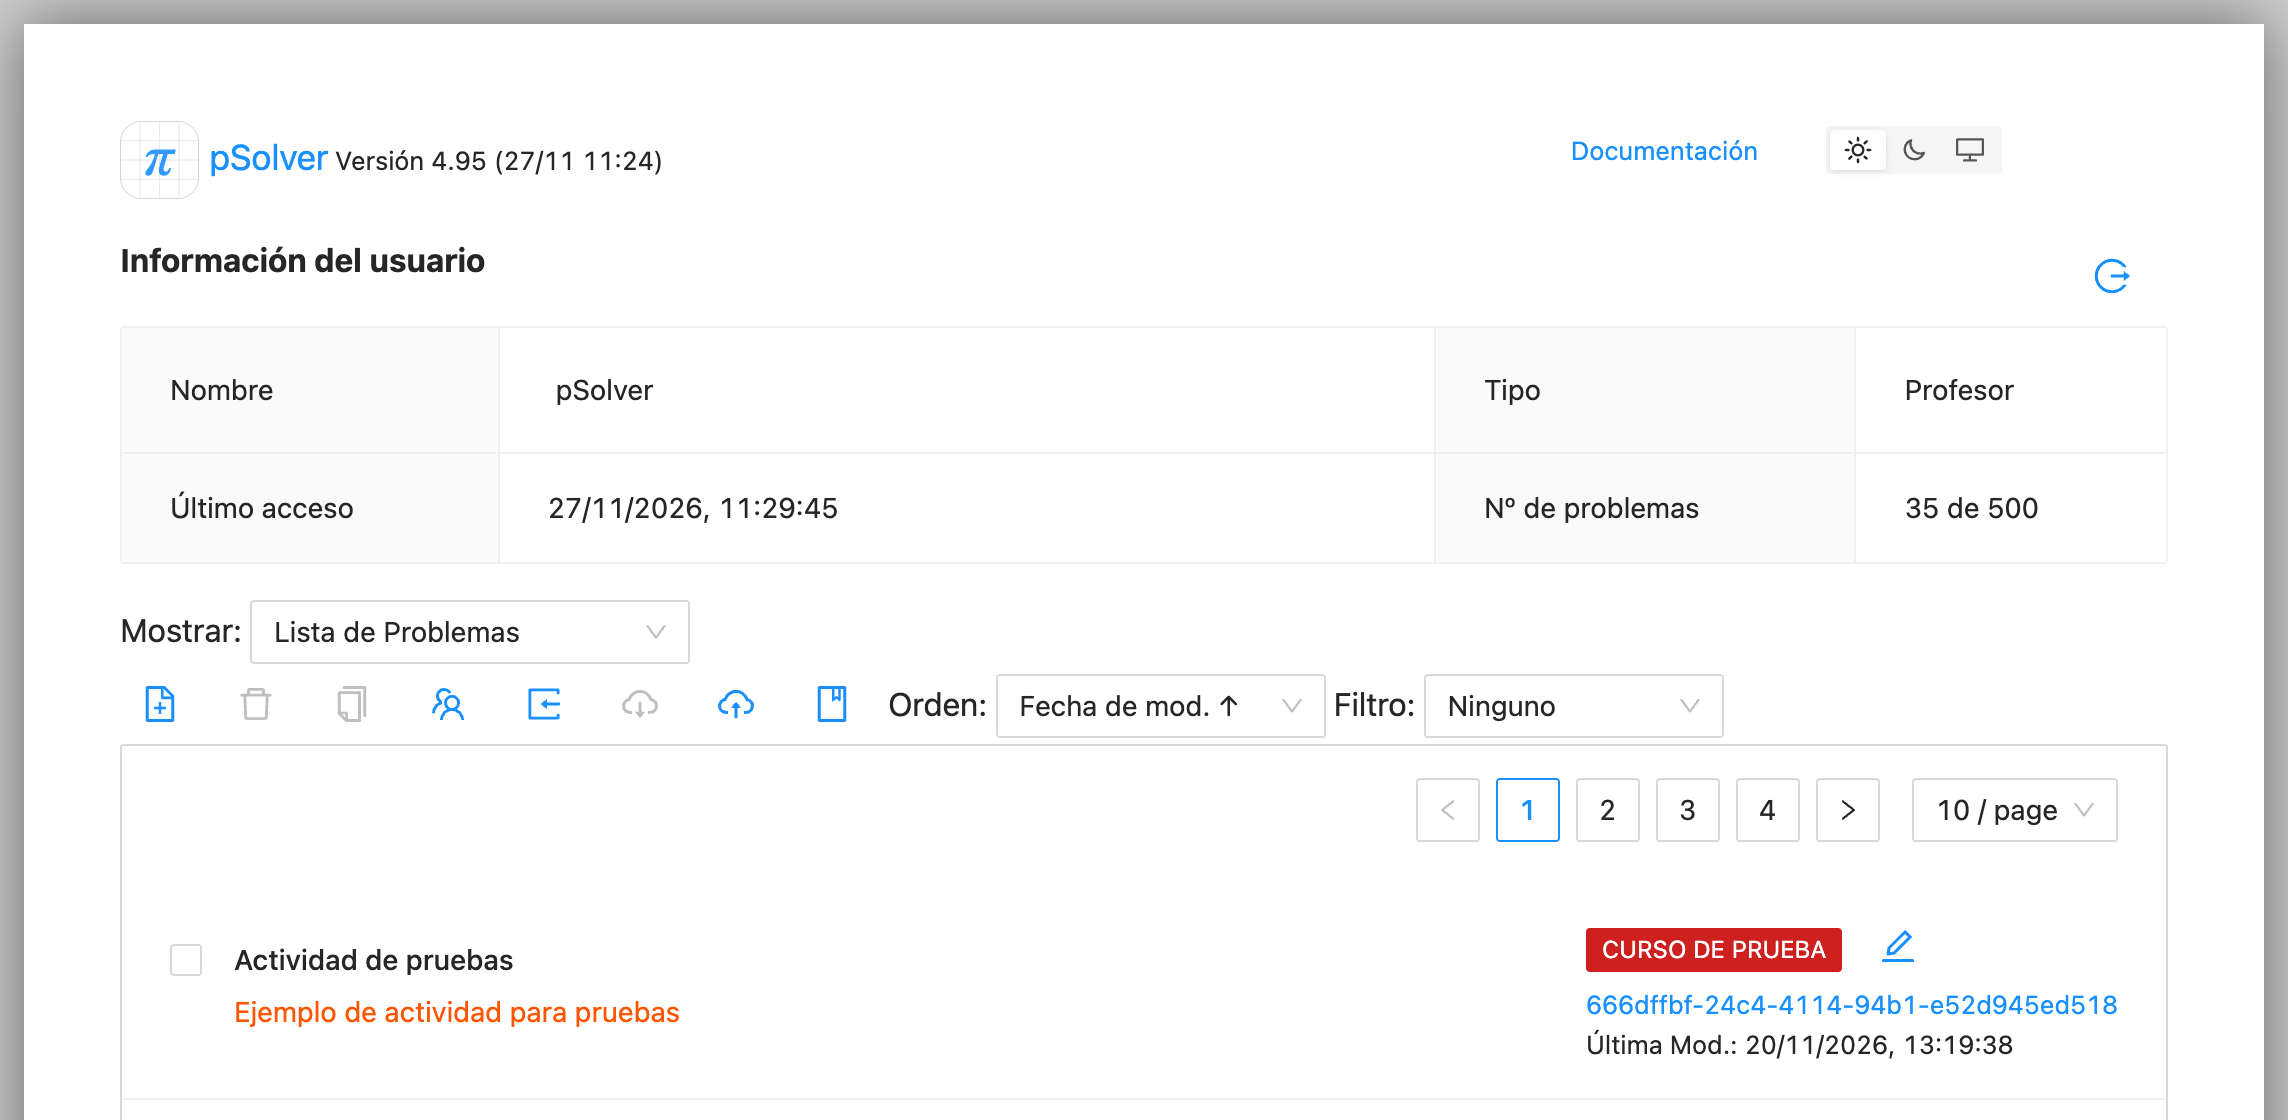 π pSolver Versión 4.95 (27/11 11:24) Documentación
Información del usuario
Nombre pSolver Tipo Profesor
Último acceso 27/11/2026, 11:29:45 Nº de problemas 35 de 500
Mostrar: Lista de Problemas
Orden: Fecha de mod. ↑ Filtro: Ninguno
< 1 2 3 4 > 10 / page
Actividad de pruebas CURSO DE PRUEBA
Ejemplo de actividad para pruebas 666dffbf-24c4-4114-94b1-e52d945ed518
Última Mod.: 20/11/2026, 13:19:38